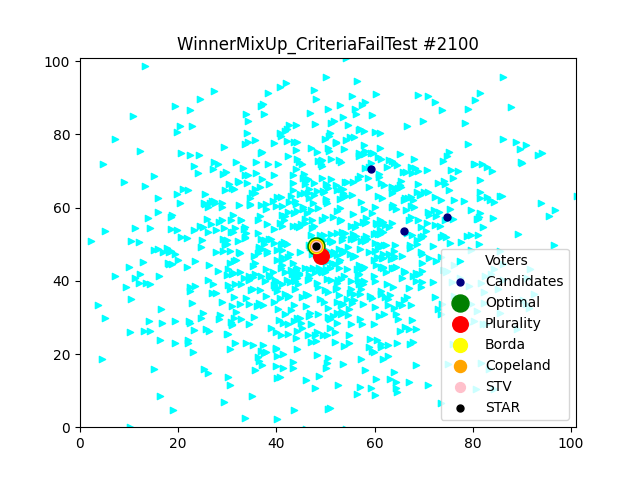 WinnerMixUp_CriteriaFailTest #2100
100
80
60
40
20
0
0 20 40 60 80 100
Voters
Candidates
Optimal
Plurality
Borda
Copeland
STV
STAR